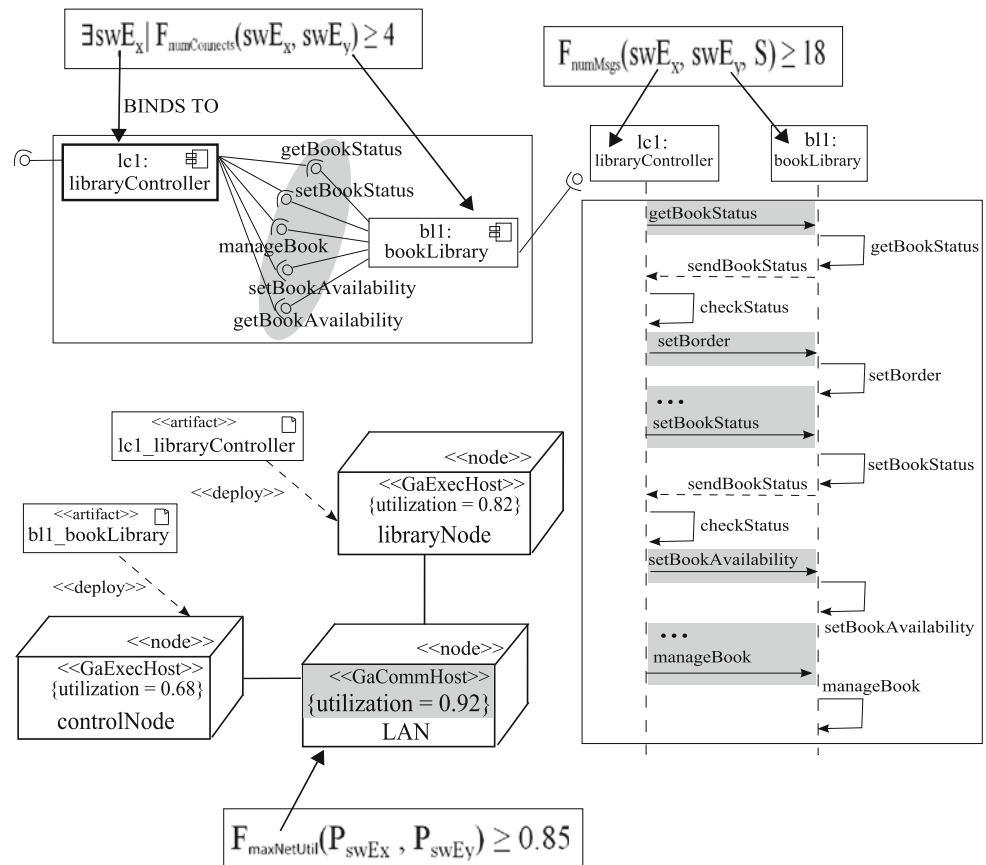 ∃swEx| FnumConnects(swEx, swEy) ≥ 4
FnumMsgs(swEx, swEy, S) ≥ 18
BINDS TO
lc1:
libraryController
getBookStatus
setBookStatus
manageBook
setBookAvailability
getBookAvailability
bl1:
bookLibrary
lc1:
libraryController
bl1:
bookLibrary
getBookStatus
getBookStatus
sendBookStatus
checkStatus
setBorder
setBorder
...
setBookStatus
setBookStatus
sendBookStatus
checkStatus
setBookAvailability
setBookAvailability
...
manageBook
manageBook
<<artifact>>
lc1_libraryController
<<deploy>>
<<node>>
<<GaExecHost>>
{utilization = 0.82}
libraryNode
<<artifact>>
bl1_bookLibrary
<<deploy>>
<<node>>
<<GaExecHost>>
{utilization = 0.68}
controlNode
<<node>>
<<GaCommHost>>
{utilization = 0.92}
LAN
FmaxNetUtil(PswEx , PswEy) ≥ 0.85